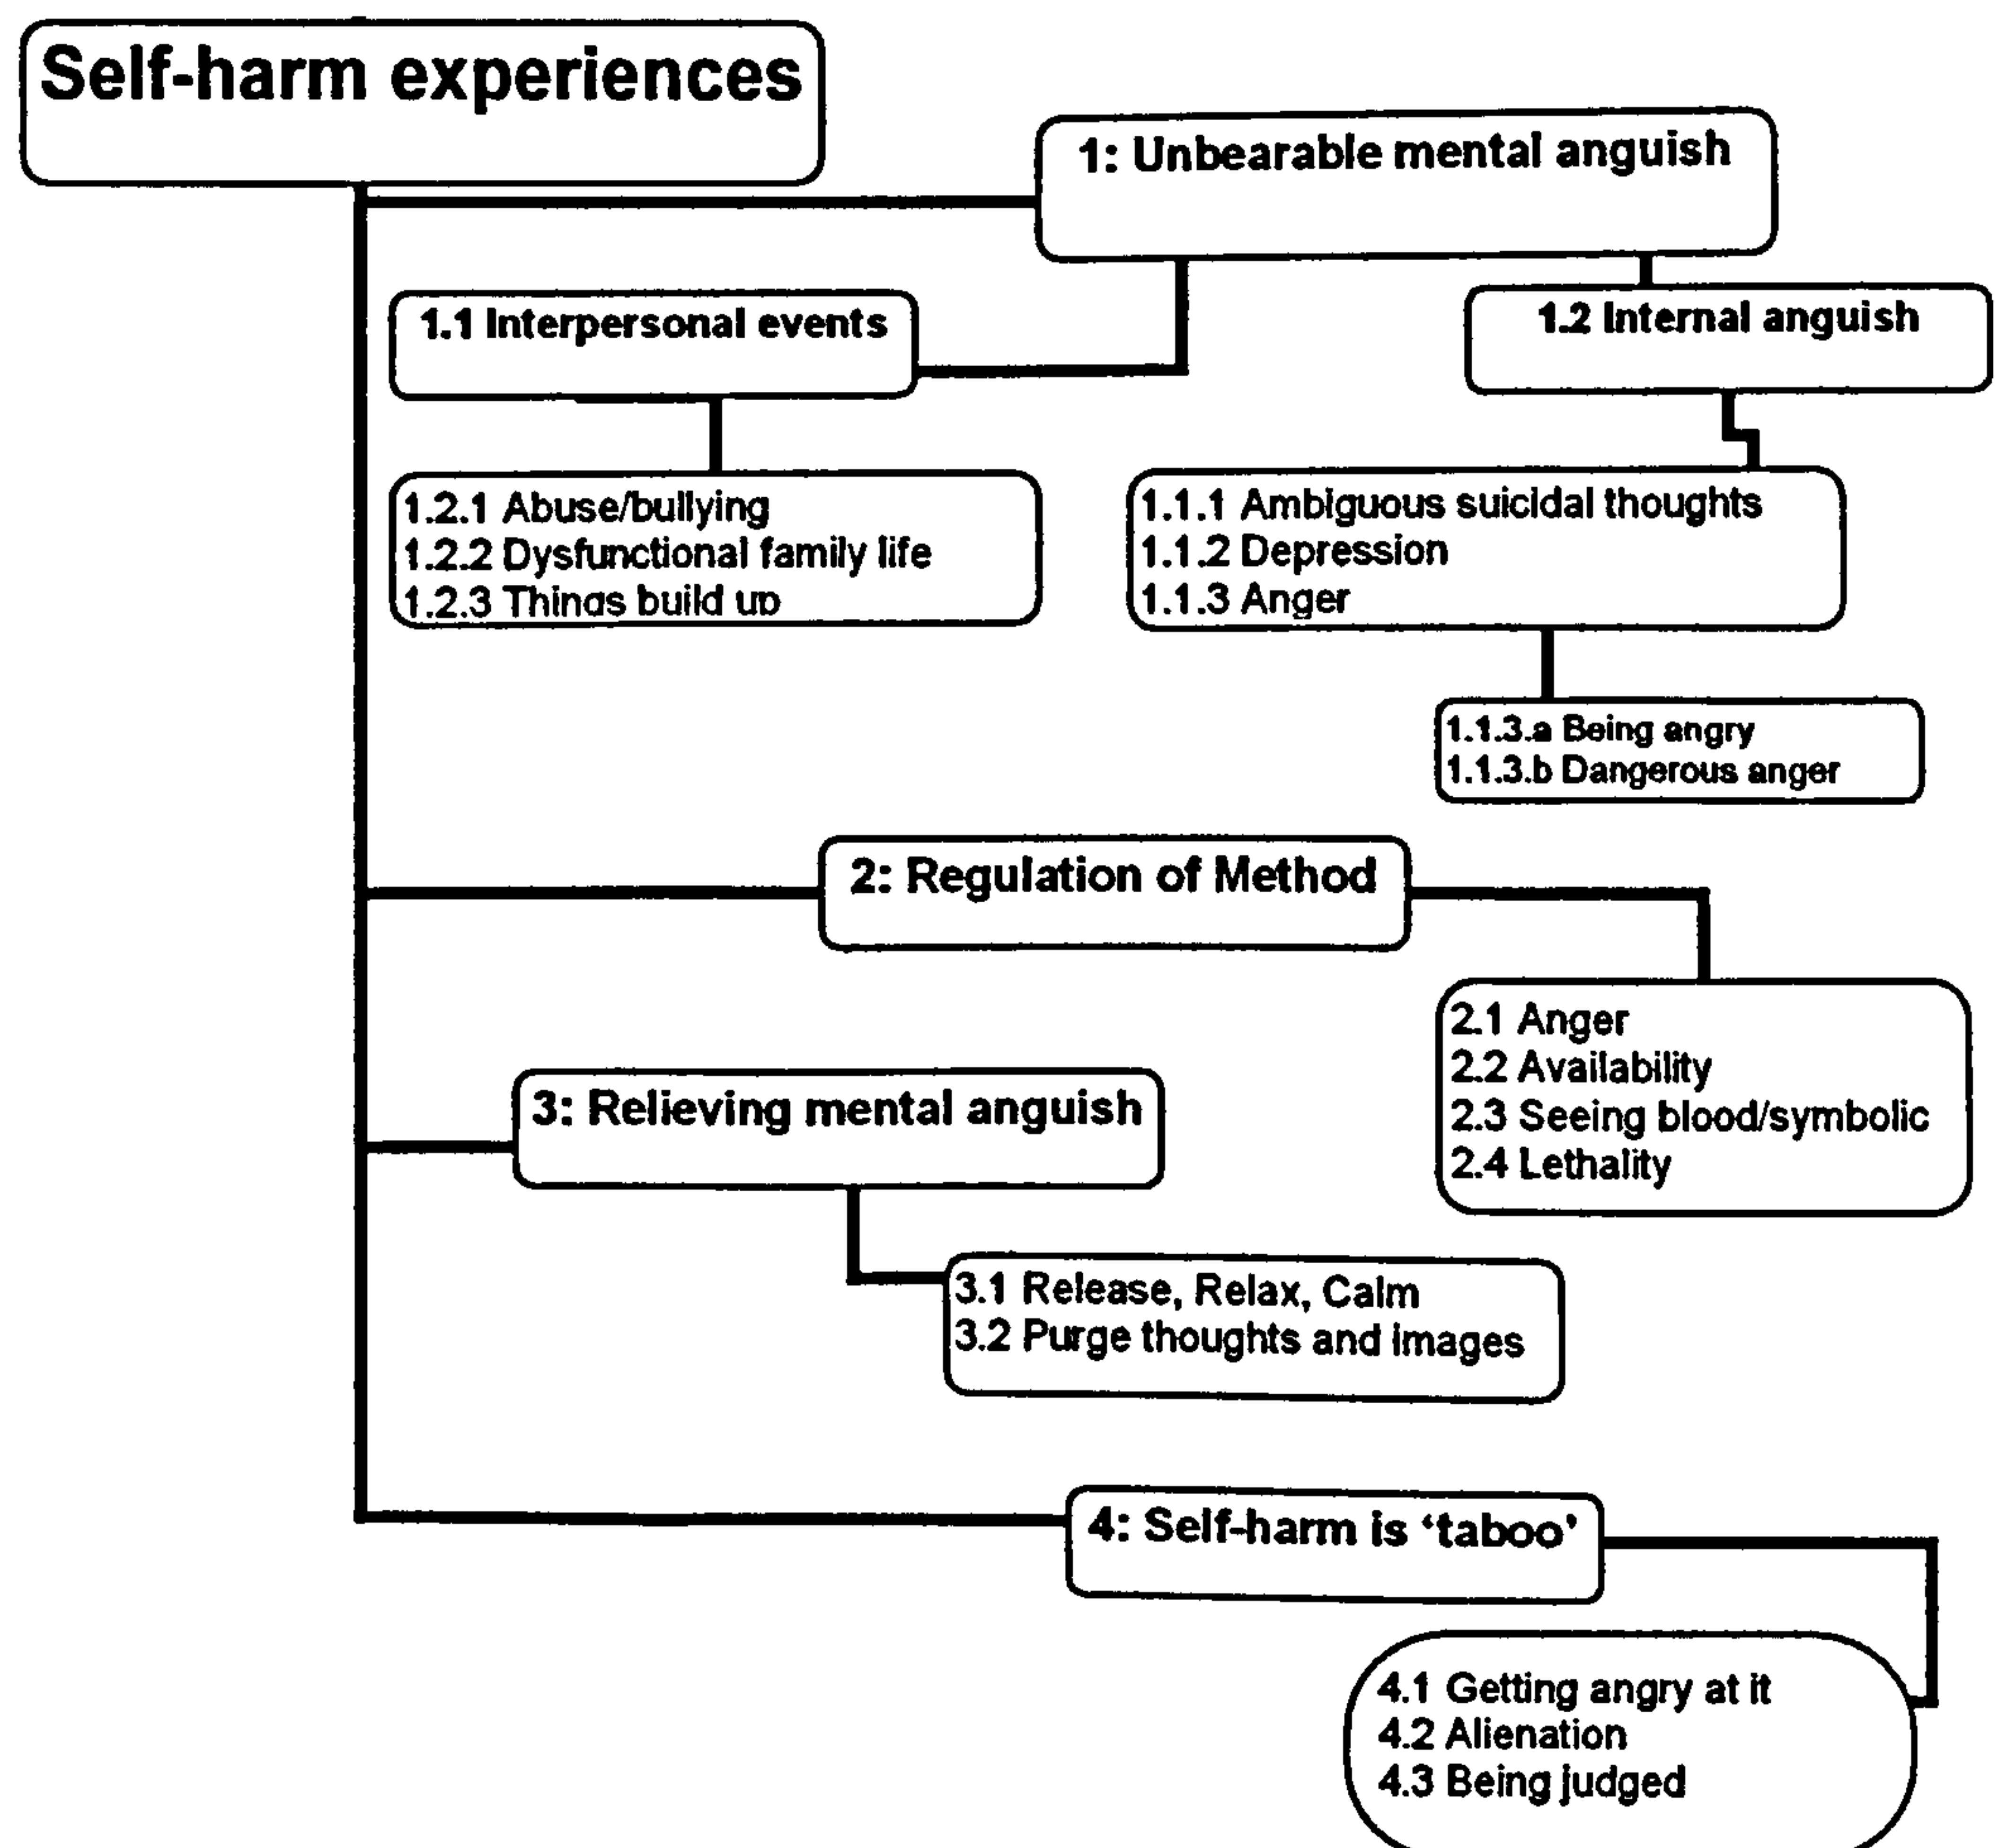 Self-harm experiences
1: Unbearable mental anguish
1.1 Interpersonal events
1.2 Internal anguish
1.2.1 Abuse/bullying
1.2.2 Dysfunctional family life
1.2.3 Things build up
1.1.1 Ambiguous suicidal thoughts
1.1.2 Depression
1.1.3 Anger
1.1.3.a Being angry
1.1.3.b Dangerous anger
2: Regulation of Method
2.1 Anger
2.2 Availability
2.3 Seeing blood/symbolic
2.4 Lethality
3: Relieving mental anguish
3.1 Release, Relax, Calm
3.2 Purge thoughts and images
4: Self-harm is ‘taboo’
4.1 Getting angry at it
4.2 Alienation
4.3 Being judged